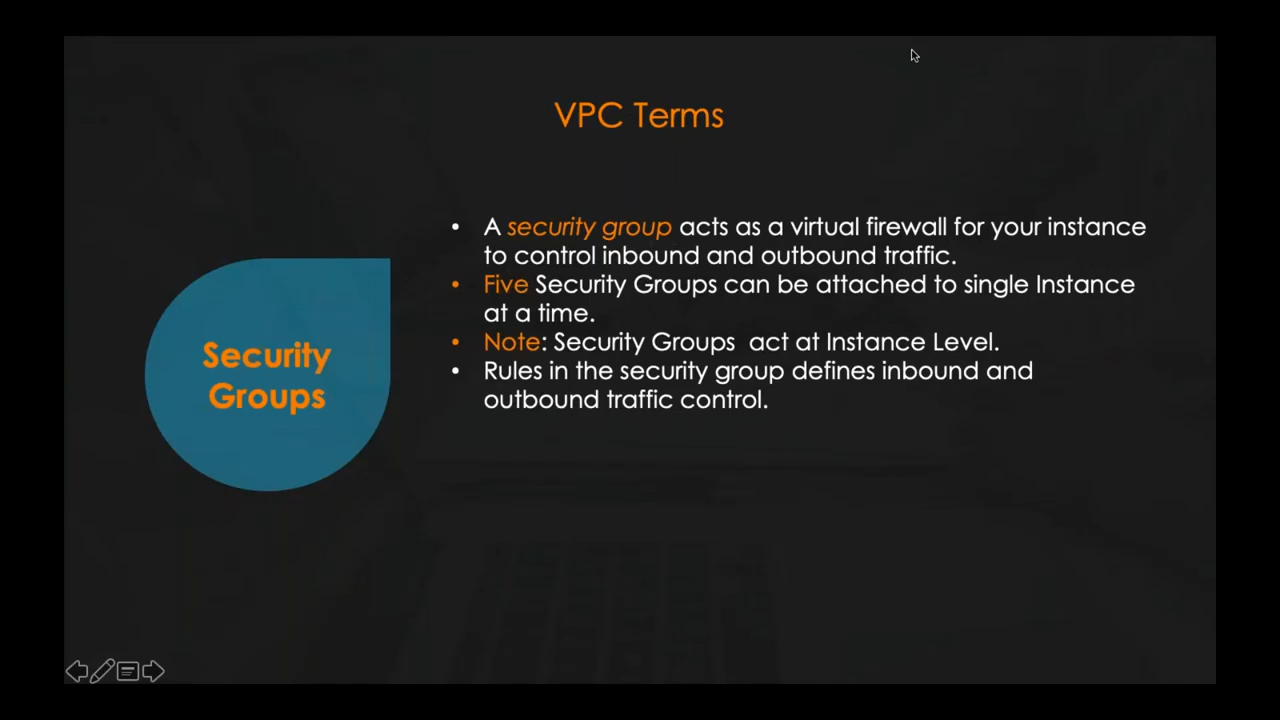 VPC Terms
Security
Groups
• A security group acts as a virtual firewall for your instance
to control inbound and outbound traffic.
• Five Security Groups can be attached to single Instance
at a time.
• Note: Security Groups  act at Instance Level.
• Rules in the security group defines inbound and
outbound traffic control.